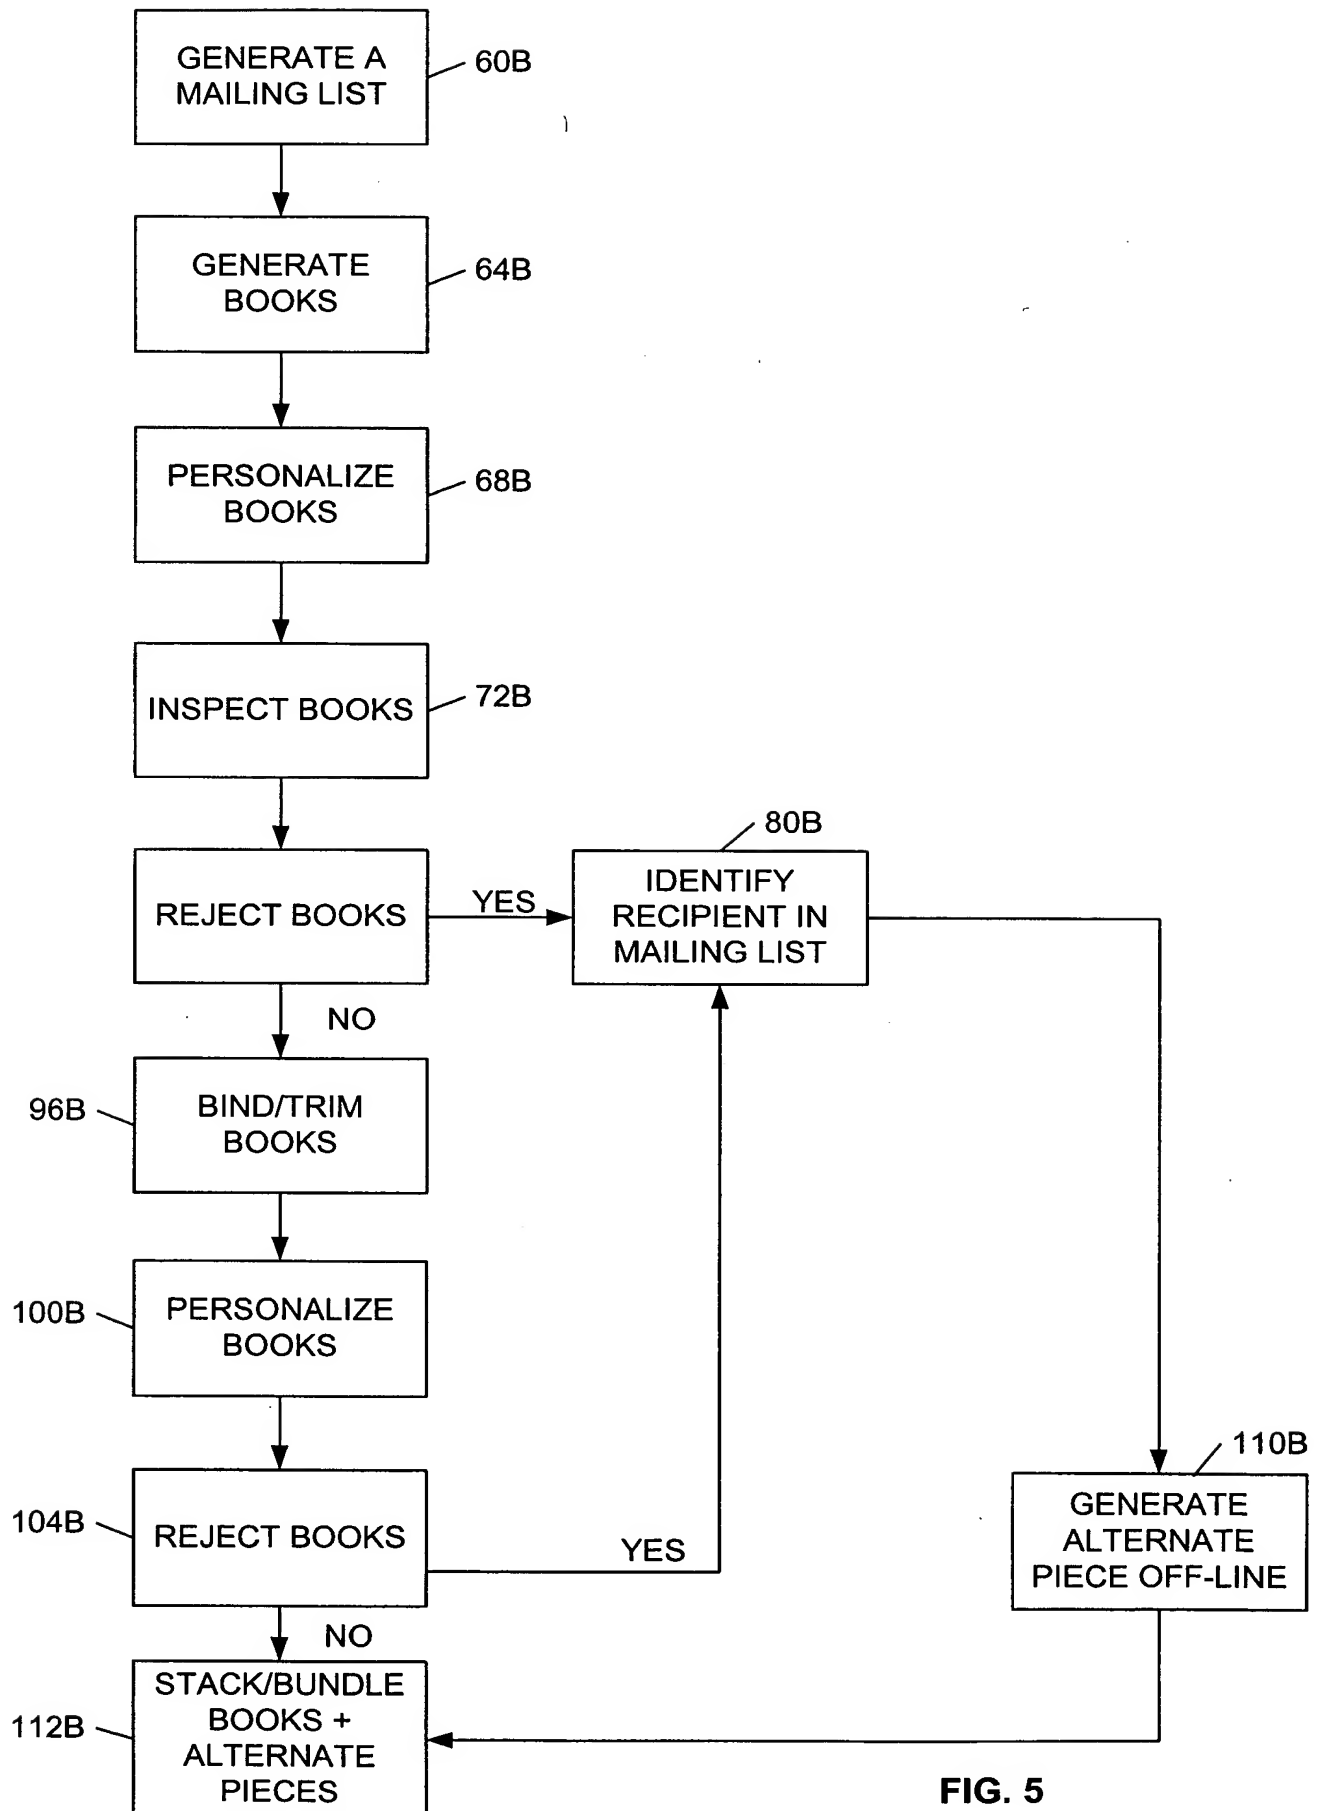 GENERATE A
MAILING LIST
60B
GENERATE
BOOKS
64B
PERSONALIZE
BOOKS
68B
INSPECT BOOKS
72B
REJECT BOOKS
YES
80B
IDENTIFY
RECIPIENT IN
MAILING LIST
NO
96B
BIND/TRIM
BOOKS
100B
PERSONALIZE
BOOKS
104B
REJECT BOOKS
YES
110B
GENERATE
ALTERNATE
PIECE OFF-LINE
NO
112B
STACK/BUNDLE
BOOKS +
ALTERNATE
PIECES
FIG. 5